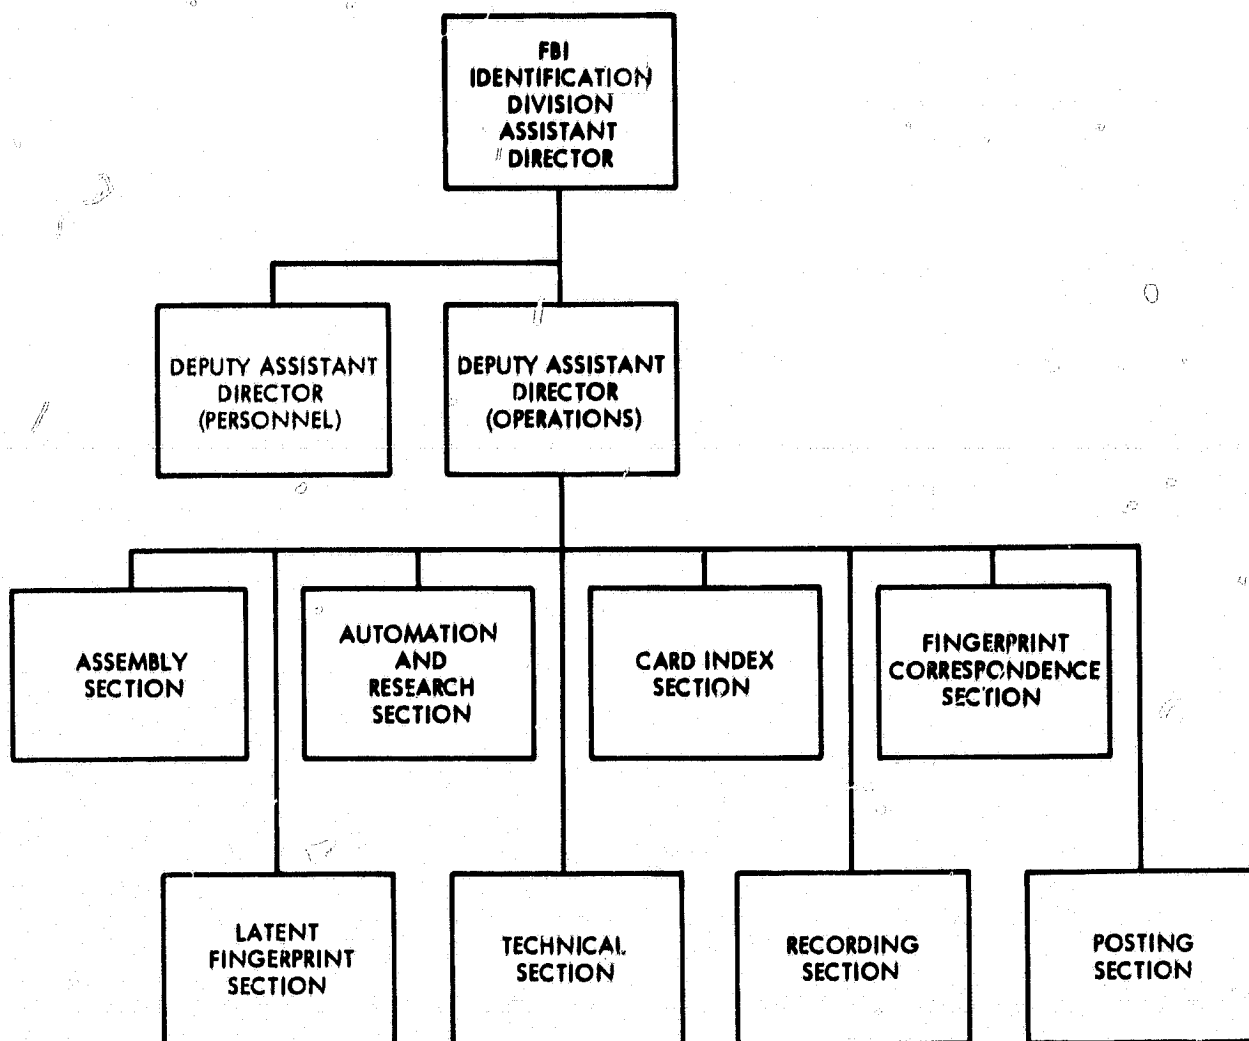 FBI
IDENTIFICATION
DIVISION
ASSISTANT
DIRECTOR
DEPUTY ASSISTANT
DIRECTOR
(PERSONNEL)
DEPUTY ASSISTANT
DIRECTOR
(OPERATIONS)
ASSEMBLY
SECTION
AUTOMATION
AND
RESEARCH
SECTION
CARD INDEX
SECTION
FINGERPRINT
CORRESPONDENCE
SECTION
LATENT
FINGERPRINT
SECTION
TECHNICAL
SECTION
RECORDING
SECTION
POSTING
SECTION